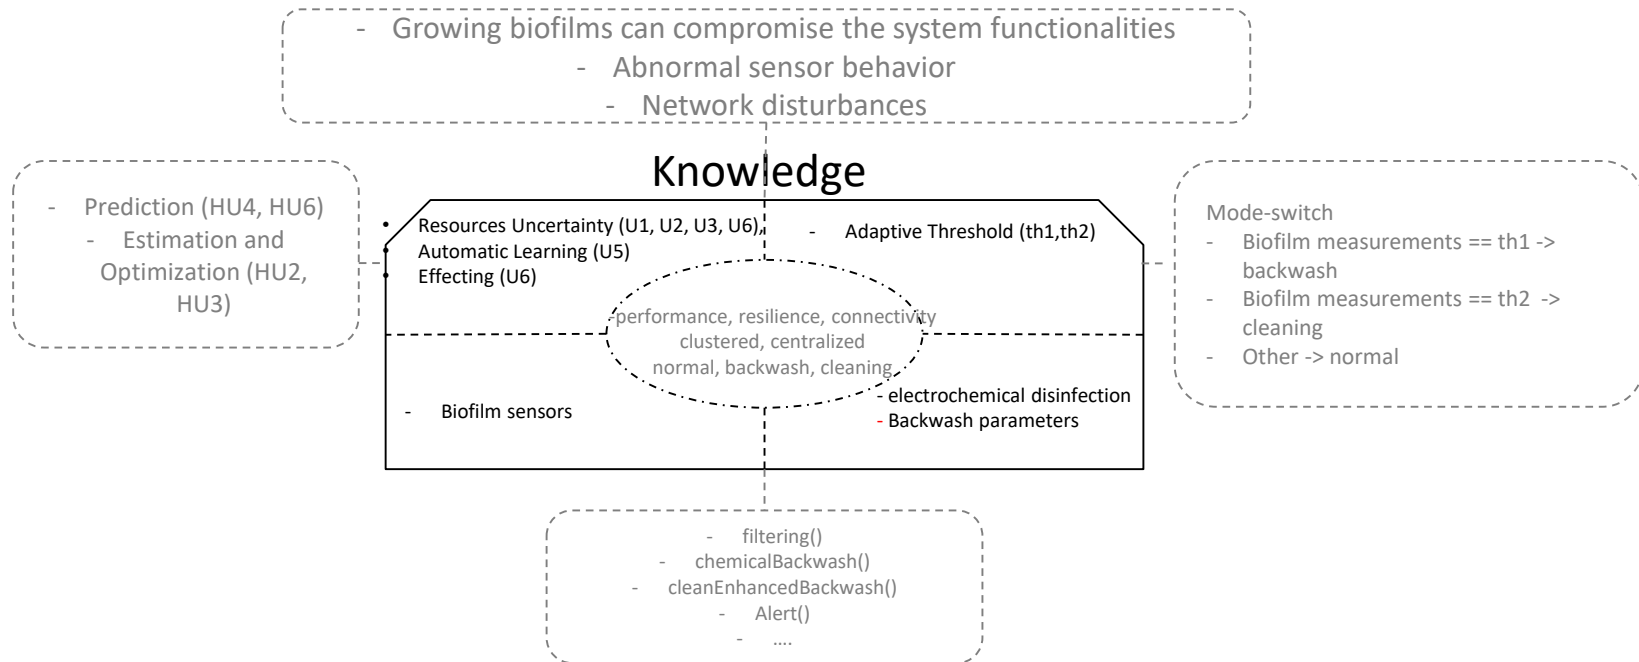 - Growing biofilms can compromise the system functionalities
- Abnormal sensor behavior
- Network disturbances
Knowledge
- Prediction (HU4, HU6)
- Estimation and
Optimization (HU2,
HU3)
• Resources Uncertainty (U1, U2, U3, U6),
• Automatic Learning (U5)
• Effecting (U6)
- Adaptive Threshold (th1,th2)
-performance, resilience, connectivity
clustered, centralized
normal, backwash, cleaning
- Biofilm sensors
- electrochemical disinfection
- Backwash parameters
Mode-switch
- Biofilm measurements == th1 ->
backwash
- Biofilm measurements == th2 ->
cleaning
- Other -> normal
- filtering()
- chemicalBackwash()
- cleanEnhancedBackwash()
- Alert()
- ....